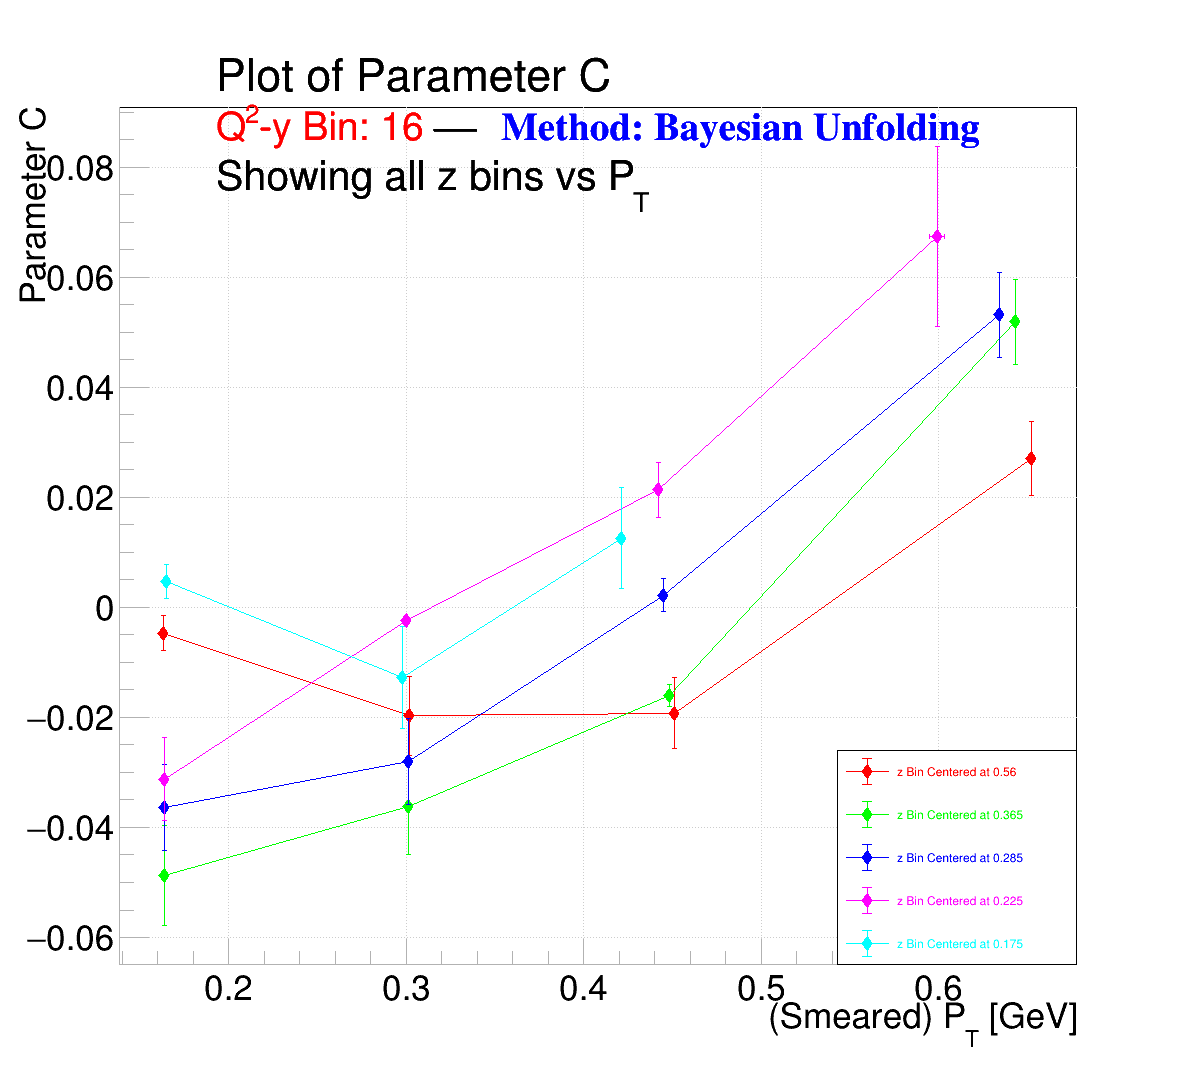 Plot of Parameter C
Q²-y Bin: 16 — Method: Bayesian Unfolding
Showing all z bins vs P_T
Parameter C
0.08
0.06
0.04
0.02
0
−0.02
−0.04
−0.06
z Bin Centered at 0.56
z Bin Centered at 0.365
z Bin Centered at 0.285
z Bin Centered at 0.225
z Bin Centered at 0.175
0.2 0.3 0.4 0.5 0.6
(Smeared) P_T [GeV]